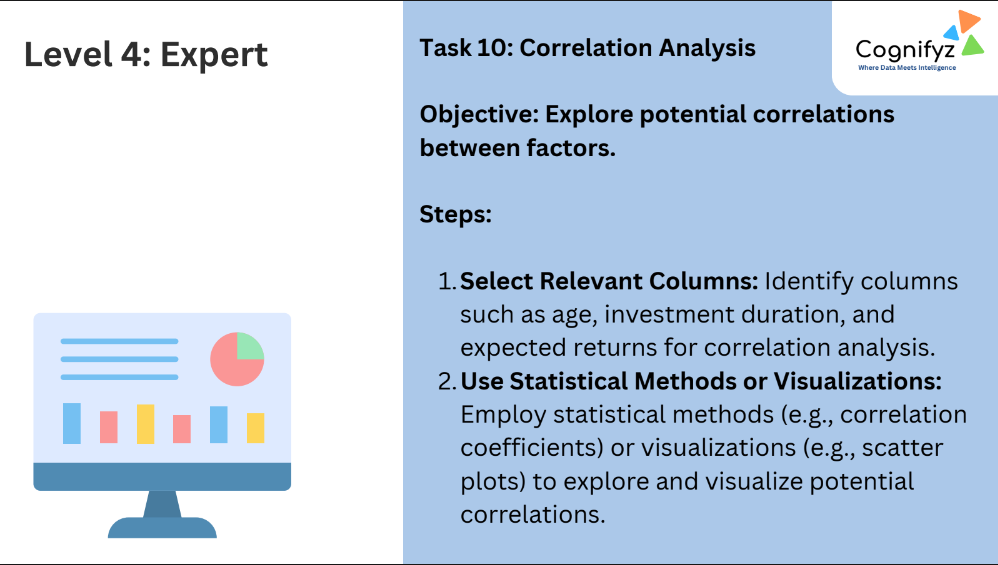 Level 4: Expert
Task 10: Correlation Analysis
Cognifyz
Where Data Meets Intelligence
Objective: Explore potential correlations
between factors.
Steps:
1. Select Relevant Columns: Identify columns
such as age, investment duration, and
expected returns for correlation analysis.
2. Use Statistical Methods or Visualizations:
Employ statistical methods (e.g., correlation
coefficients) or visualizations (e.g., scatter
plots) to explore and visualize potential
correlations.